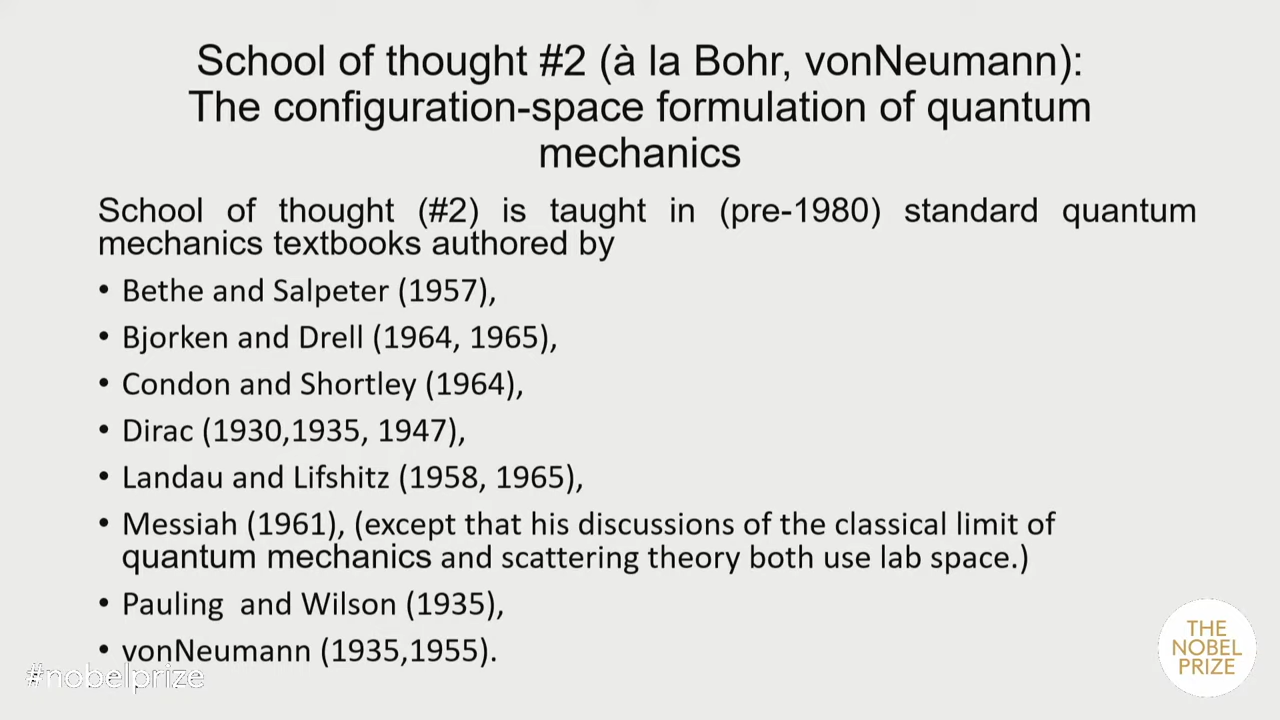 School of thought #2 (à la Bohr, vonNeumann):
The configuration-space formulation of quantum
mechanics
School of thought (#2) is taught in (pre-1980) standard quantum
mechanics textbooks authored by
• Bethe and Salpeter (1957),
• Bjorken and Drell (1964, 1965),
• Condon and Shortley (1964),
• Dirac (1930,1935, 1947),
• Landau and Lifshitz (1958, 1965),
• Messiah (1961), (except that his discussions of the classical limit of
quantum mechanics and scattering theory both use lab space.)
• Pauling  and Wilson (1935),
• vonNeumann (1935,1955).
#nobelprize
THE
NOBEL
PRIZE